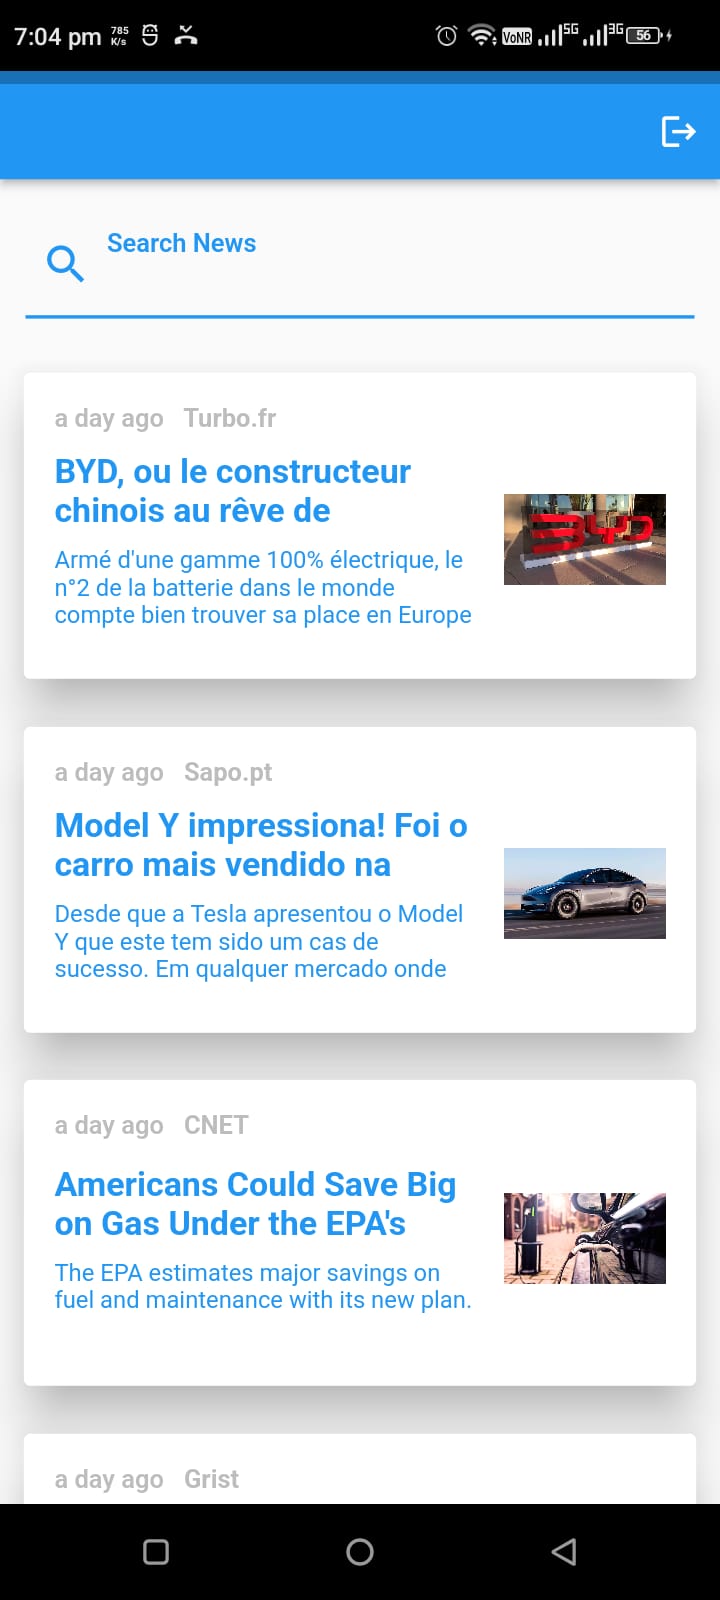 7:04 pm 785 K/s VoNR 5G 3G 56
Search News
a day ago Turbo.fr
BYD, ou le constructeur
chinois au rêve de
Armé d'une gamme 100% électrique, le
n°2 de la batterie dans le monde
compte bien trouver sa place en Europe
BYD
a day ago Sapo.pt
Model Y impressiona! Foi o
carro mais vendido na
Desde que a Tesla apresentou o Model
Y que este tem sido um cas de
sucesso. Em qualquer mercado onde
a day ago CNET
Americans Could Save Big
on Gas Under the EPA's
The EPA estimates major savings on
fuel and maintenance with its new plan.
a day ago Grist